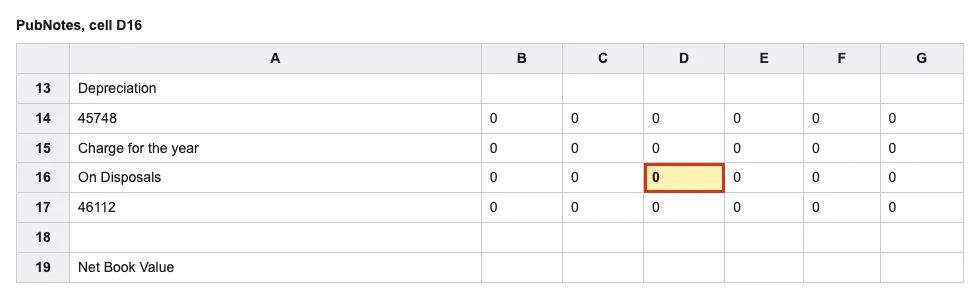 PubNotes, cell D16
A B C D E F G
13 Depreciation
14 45748 0 0 0 0 0 0
15 Charge for the year 0 0 0 0 0 0
16 On Disposals 0 0 0 0 0 0
17 46112 0 0 0 0 0 0
18
19 Net Book Value